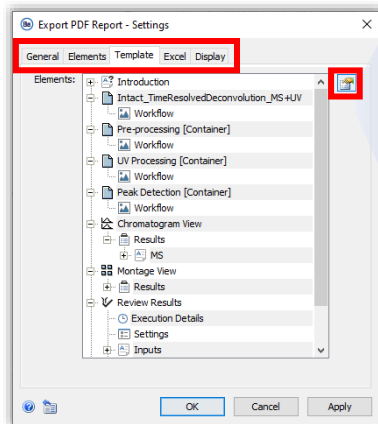 Be Export PDF Report - Settings
General Elements Template Excel Display
Elements:
Introduction
Intact_TimeResolvedDeconvolution_MS+UV
Workflow
Pre-processing [Container]
Workflow
UV Processing [Container]
Workflow
Peak Detection [Container]
Workflow
Chromatogram View
Results
MS
Montage View
Results
Review Results
Execution Details
Settings
Inputs
OK Cancel Apply